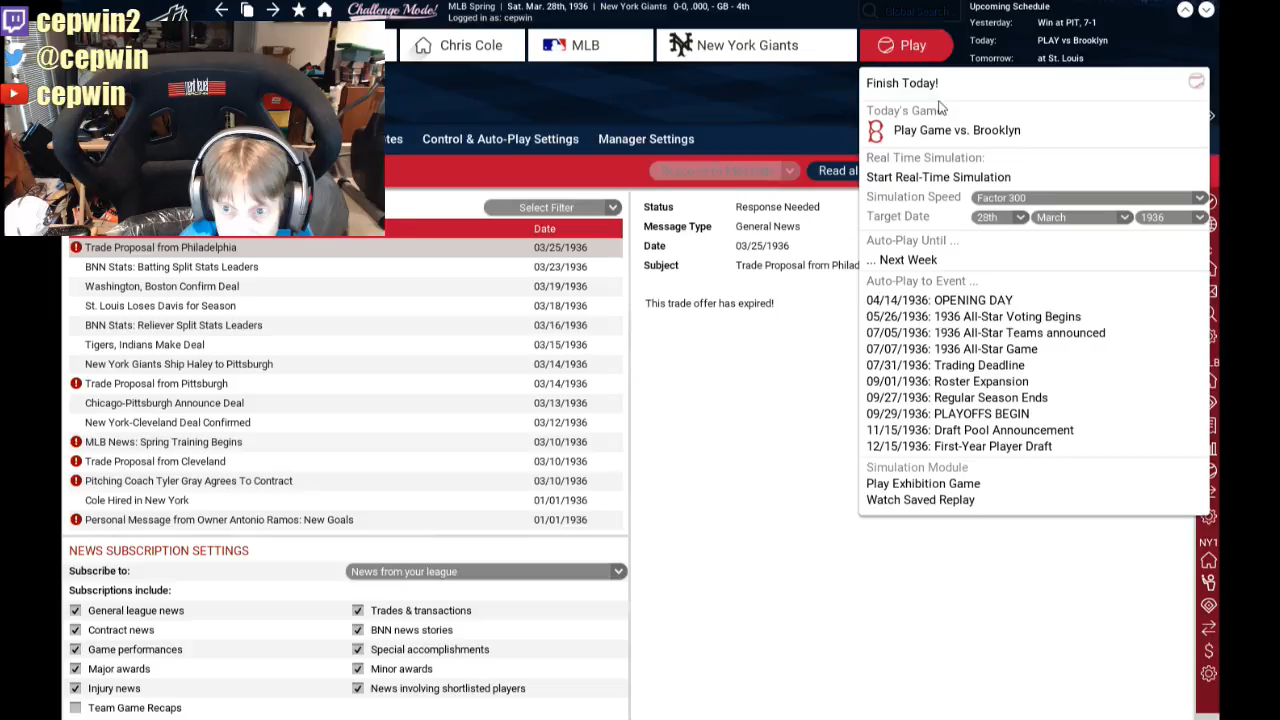 cepwin2
@cepwin
cepwin
Challenge Mode!
MLB Spring | Sat. Mar. 28th, 1936 | New York Giants 0-0, .000, - GB - 4th
Logged in as: cepwin
Global Search...
Upcoming Schedule
Yesterday: Win at PIT, 7-1
Today: PLAY vs Brooklyn
Tomorrow: at St. Louis
Chris Cole
MLB
New York Giants
Play
Control & Auto-Play Settings
Manager Settings
Read al
Finish Today!
Today's Gam
Play Game vs. Brooklyn
Real Time Simulation:
Start Real-Time Simulation
Simulation Speed Factor 300
Target Date 28th March 1936
Auto-Play Until ...
... Next Week
Auto-Play to Event ...
04/14/1936: OPENING DAY
05/26/1936: 1936 All-Star Voting Begins
07/05/1936: 1936 All-Star Teams announced
07/07/1936: 1936 All-Star Game
07/31/1936: Trading Deadline
09/01/1936: Roster Expansion
09/27/1936: Regular Season Ends
09/29/1936: PLAYOFFS BEGIN
11/15/1936: Draft Pool Announcement
12/15/1936: First-Year Player Draft
Simulation Module
Play Exhibition Game
Watch Saved Replay
Select Filter
Date
Trade Proposal from Philadelphia 03/25/1936
BNN Stats: Batting Split Stats Leaders 03/23/1936
Washington, Boston Confirm Deal 03/19/1936
St. Louis Loses Davis for Season 03/18/1936
BNN Stats: Reliever Split Stats Leaders 03/16/1936
Tigers, Indians Make Deal 03/15/1936
New York Giants Ship Haley to Pittsburgh 03/14/1936
Trade Proposal from Pittsburgh 03/14/1936
Chicago-Pittsburgh Announce Deal 03/13/1936
New York-Cleveland Deal Confirmed 03/12/1936
MLB News: Spring Training Begins 03/10/1936
Trade Proposal from Cleveland 03/10/1936
Pitching Coach Tyler Gray Agrees To Contract 03/10/1936
Cole Hired in New York 01/01/1936
Personal Message from Owner Antonio Ramos: New Goals 01/01/1936
Status Response Needed
Message Type General News
Date 03/25/1936
Subject Trade Proposal from Philad
This trade offer has expired!
NEWS SUBSCRIPTION SETTINGS
Subscribe to: News from your league
Subscriptions include:
General league news Trades & transactions
Contract news BNN news stories
Game performances Special accomplishments
Major awards Minor awards
Injury news News involving shortlisted players
Team Game Recaps
NY1